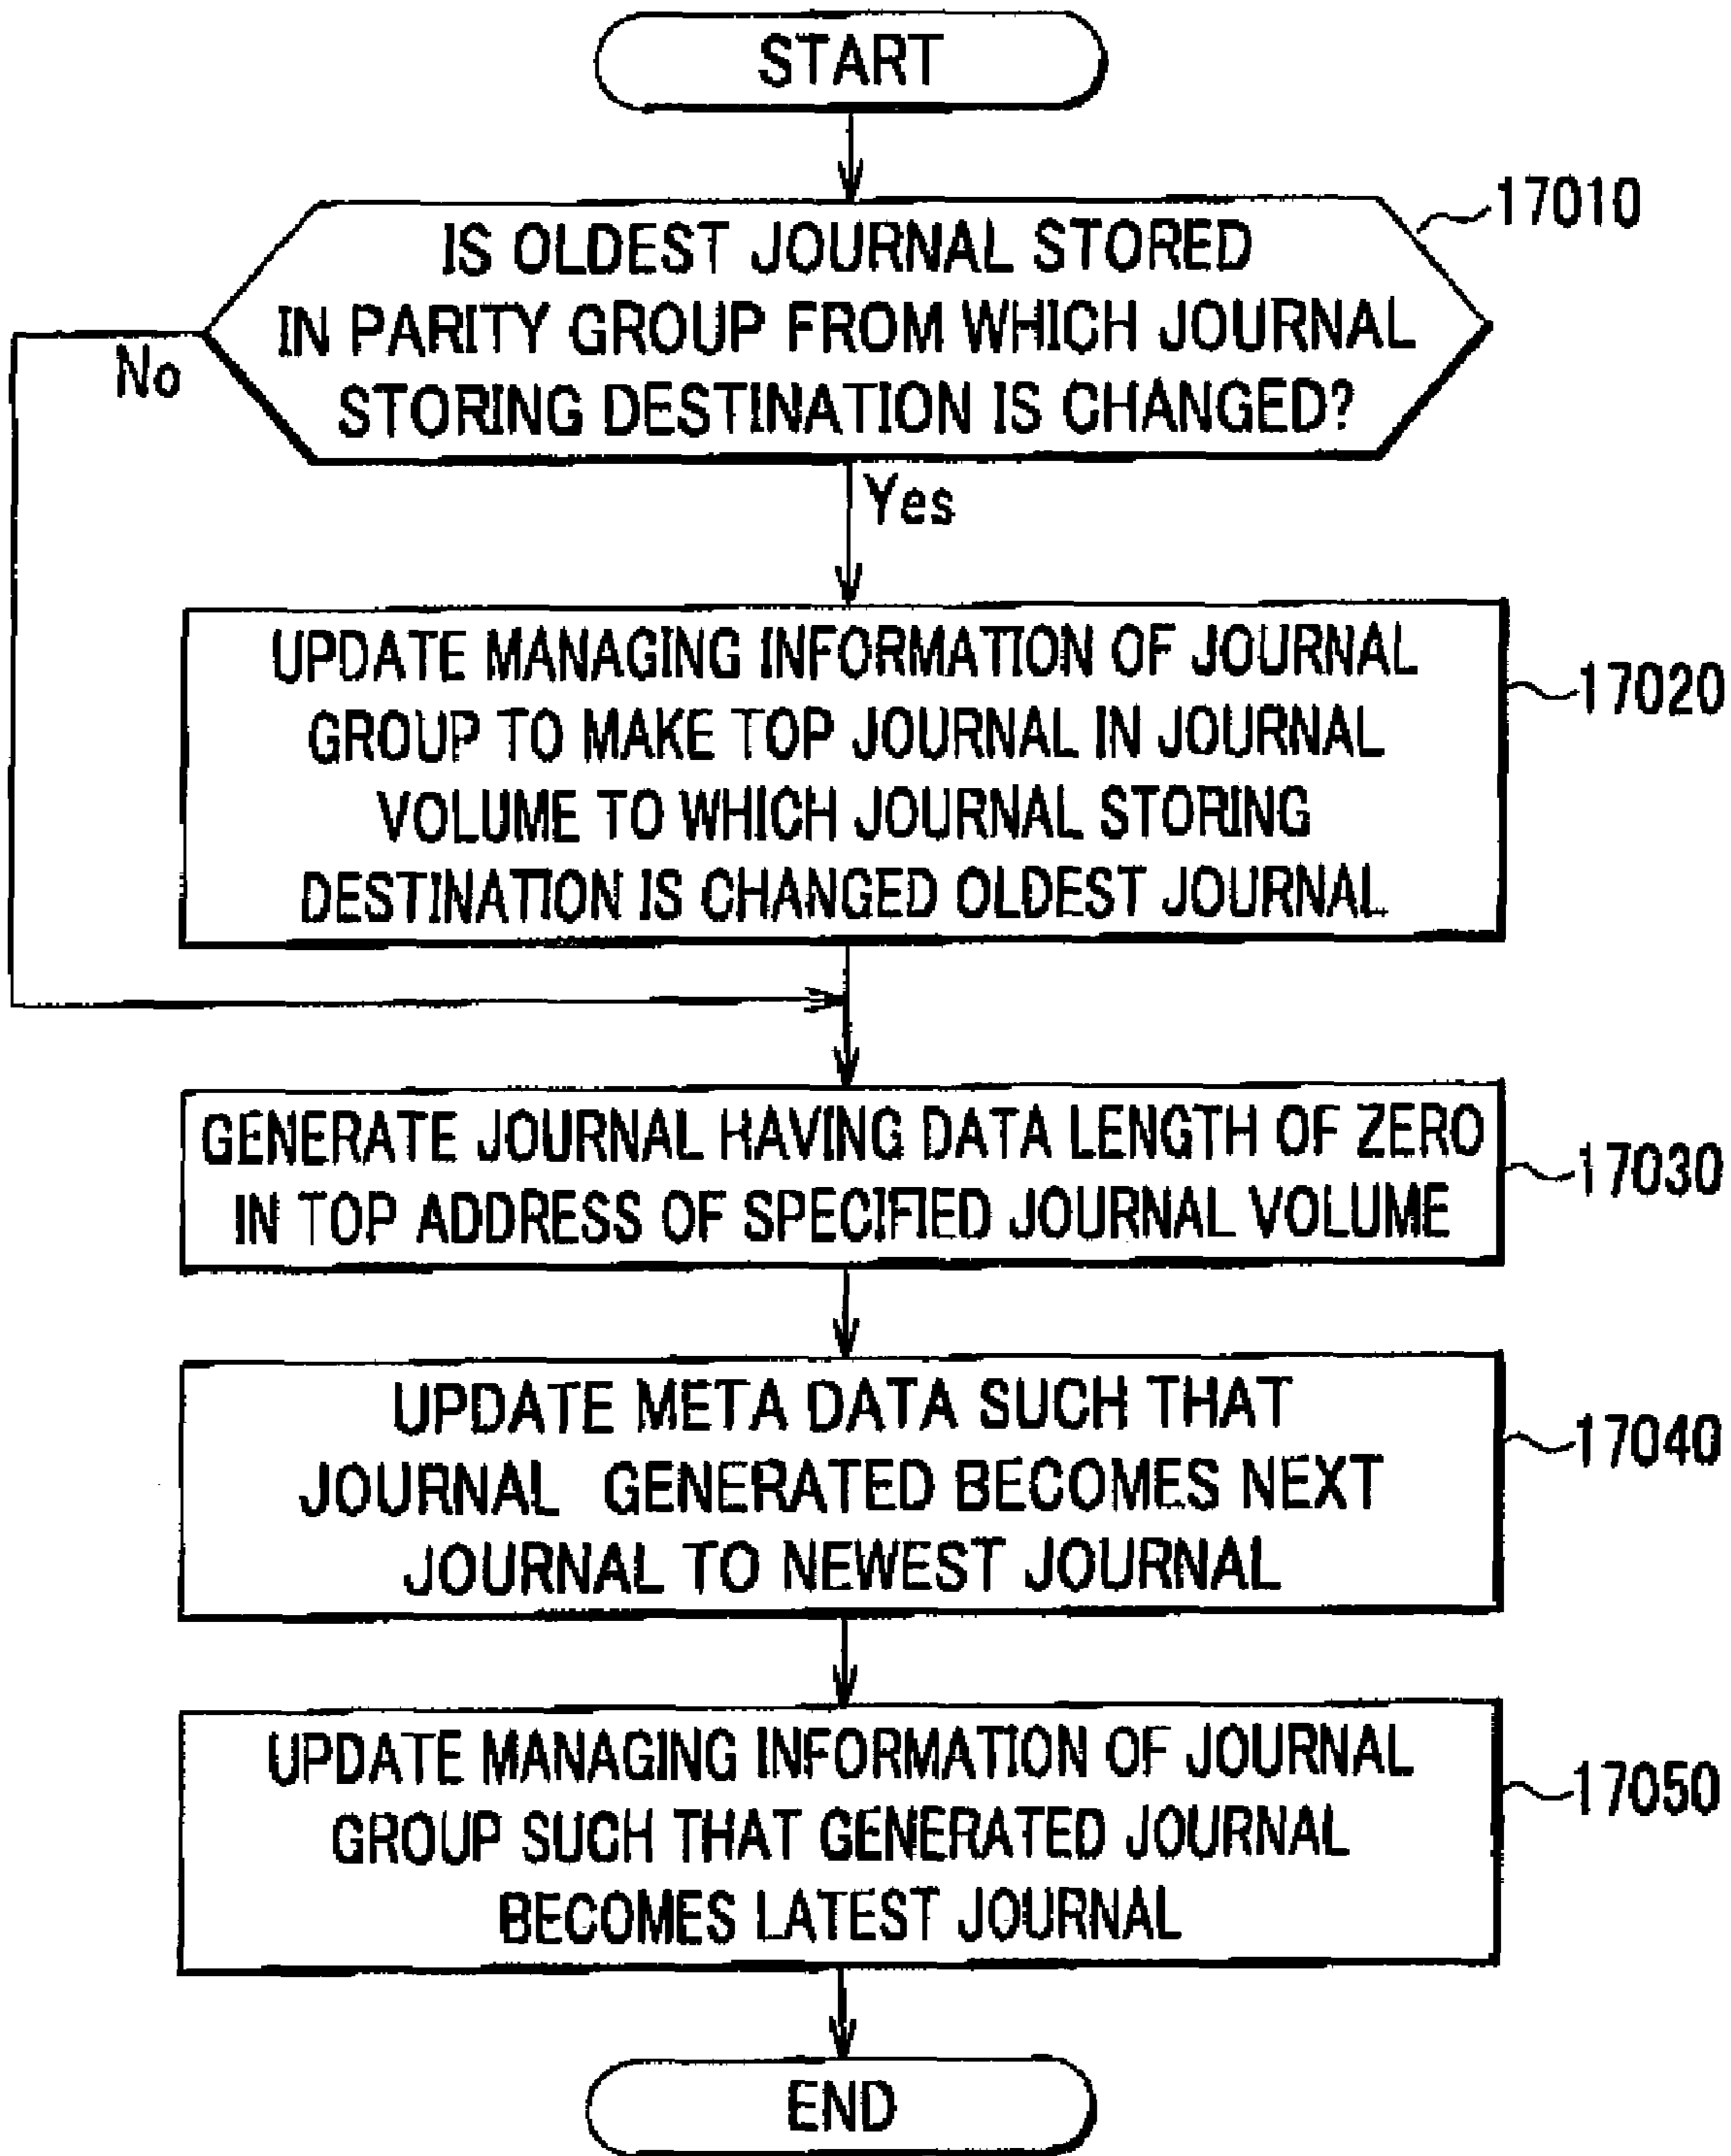 START
17010
IS OLDEST JOURNAL STORED
IN PARITY GROUP FROM WHICH JOURNAL
STORING DESTINATION IS CHANGED?
No
Yes
UPDATE MANAGING INFORMATION OF JOURNAL
GROUP TO MAKE TOP JOURNAL IN JOURNAL
VOLUME TO WHICH JOURNAL STORING
DESTINATION IS CHANGED OLDEST JOURNAL
17020
GENERATE JOURNAL HAVING DATA LENGTH OF ZERO
IN TOP ADDRESS OF SPECIFIED JOURNAL VOLUME
17030
UPDATE META DATA SUCH THAT
JOURNAL GENERATED BECOMES NEXT
JOURNAL TO NEWEST JOURNAL
17040
UPDATE MANAGING INFORMATION OF JOURNAL
GROUP SUCH THAT GENERATED JOURNAL
BECOMES LATEST JOURNAL
17050
END